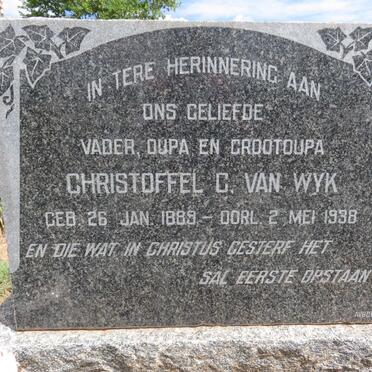 IN TERE HERINNERING AAN
ONS GELIEFDE
VADER, OUPA EN GROOTOUPA
CHRISTOFFEL C. VAN WYK
GEB. 26 JAN. 1889 – OORL. 2 MEI 1938
EN DIE WAT IN CHRISTUS GESTERF HET
SAL EERSTE OPSTAAN